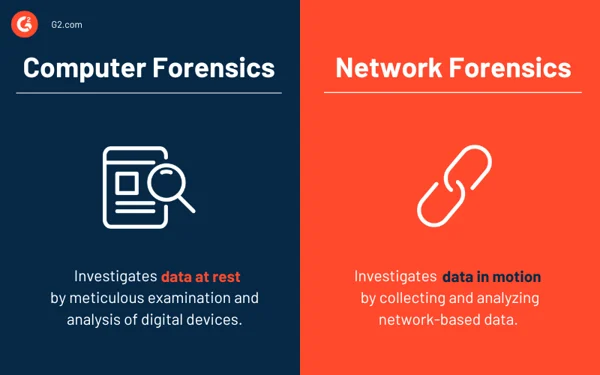 G2.com
Computer Forensics
Investigates data at rest
by meticulous examination and
analysis of digital devices.
Network Forensics
Investigates data in motion
by collecting and analyzing
network-based data.